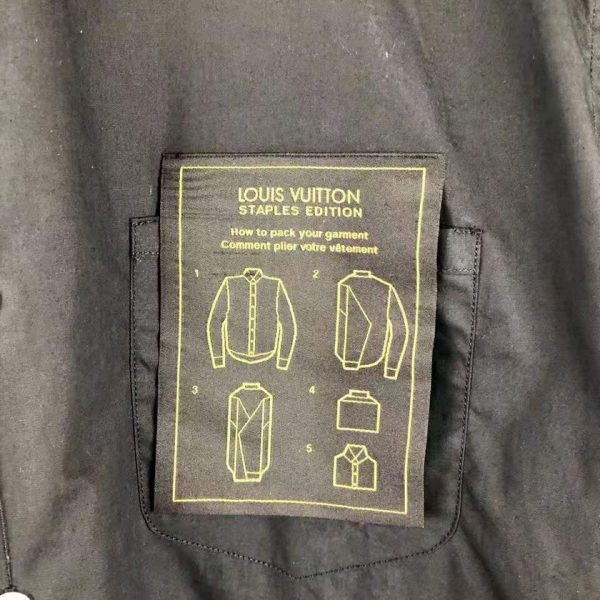 LOUIS VUITTON
STAPLES EDITION
How to pack your garment
Comment plier votre vêtement
1 2
3 4
5